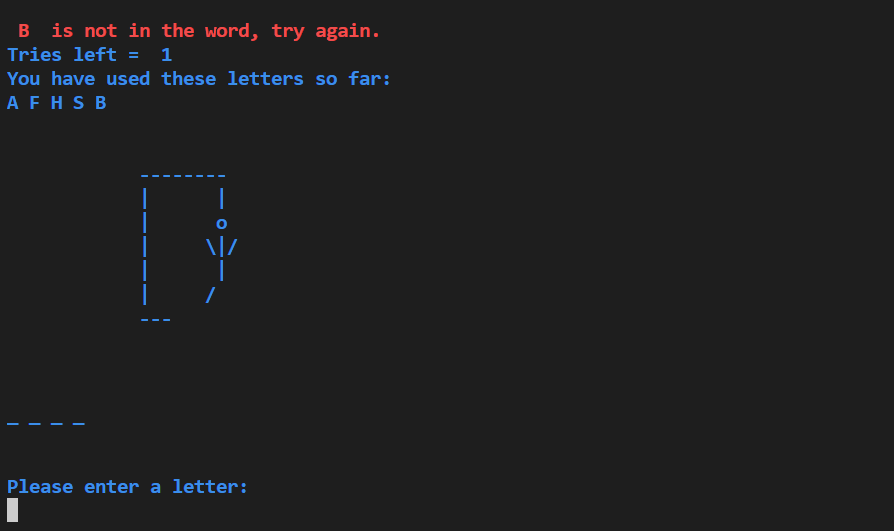 B  is not in the word, try again.
Tries left =  1
You have used these letters so far:
A F H S B
--------
|      |
|      o
|     \|/
|      |
|     /
---
_ _ _ _
Please enter a letter: